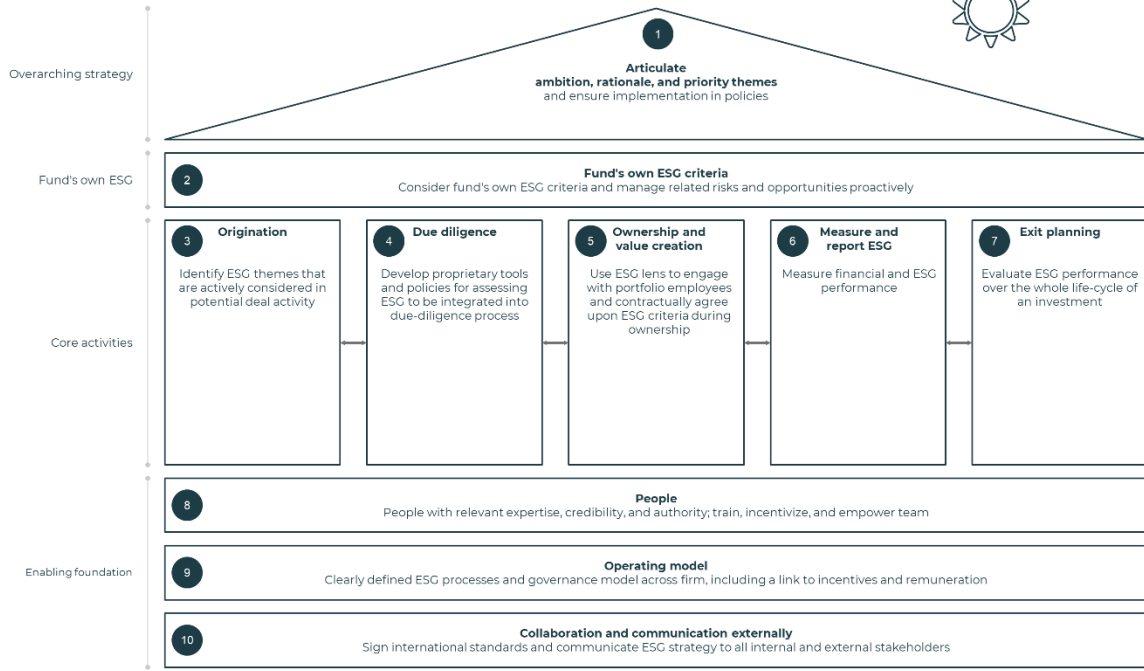 1
Overarching strategy
Articulate
ambition, rationale, and priority themes
and ensure implementation in policies
Fund's own ESG
2
Fund's own ESG criteria
Consider fund's own ESG criteria and manage related risks and opportunities proactively
Core activities
3
Origination
Identify ESG themes that
are actively considered in
potential deal activity
4
Due diligence
Develop proprietary tools
and policies for assessing
ESG to be integrated into
due-diligence process
5
Ownership and
value creation
Use ESG lens to engage
with portfolio employees
and contractually agree
upon ESG criteria during
ownership
6
Measure and
report ESG
Measure financial and ESG
performance
7
Exit planning
Evaluate ESG performance
over the whole life-cycle of
an investment
Enabling foundation
8
People
People with relevant expertise, credibility, and authority; train, incentivize, and empower team
9
Operating model
Clearly defined ESG processes and governance model across firm, including a link to incentives and remuneration
10
Collaboration and communication externally
Sign international standards and communicate ESG strategy to all internal and external stakeholders